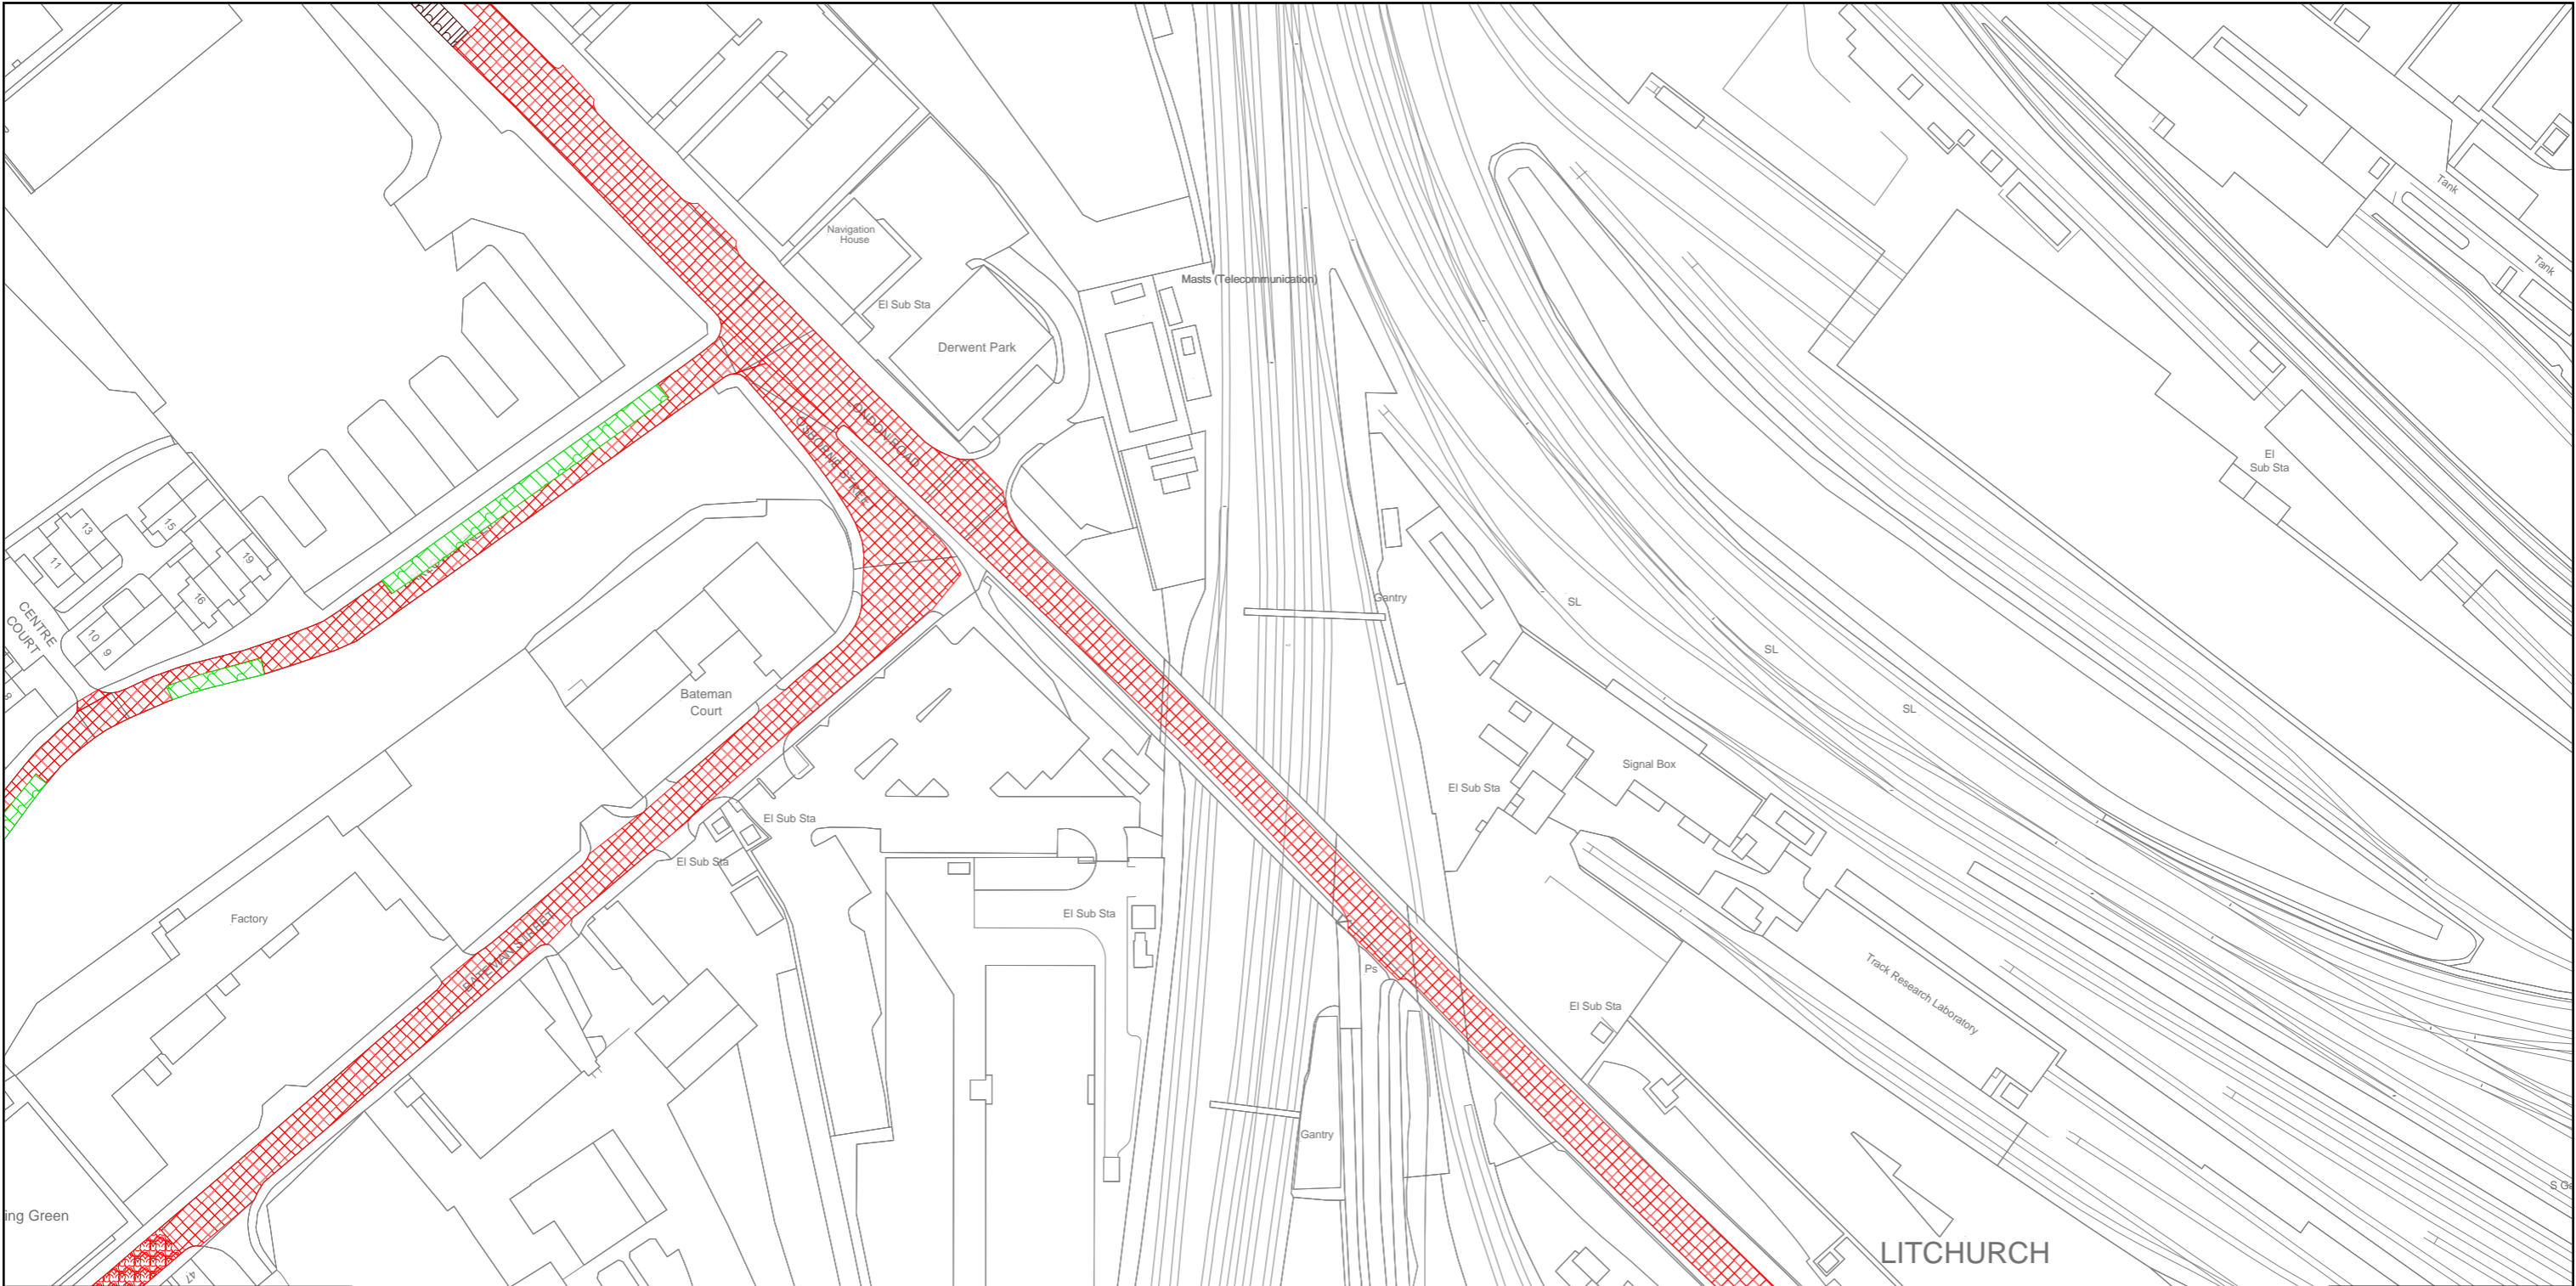 Tank
Navigation
House
Tank
Masts (Telecommunication)
El Sub Sta
Derwent Park
LONDON ROAD
OSBORNE STREET
El
Sub Sta
13
15
11
19
Gantry
16
SL
CENTRE
COURT
10
9
8
SL
Bateman
Court
SL
Signal Box
El Sub Sta
El Sub Sta
El Sub Sta
El Sub Sta
Factory
BATEMAN STREET
Ps
Track Research Laboratory
El Sub Sta
Gantry
ing Green
47
LITCHURCH